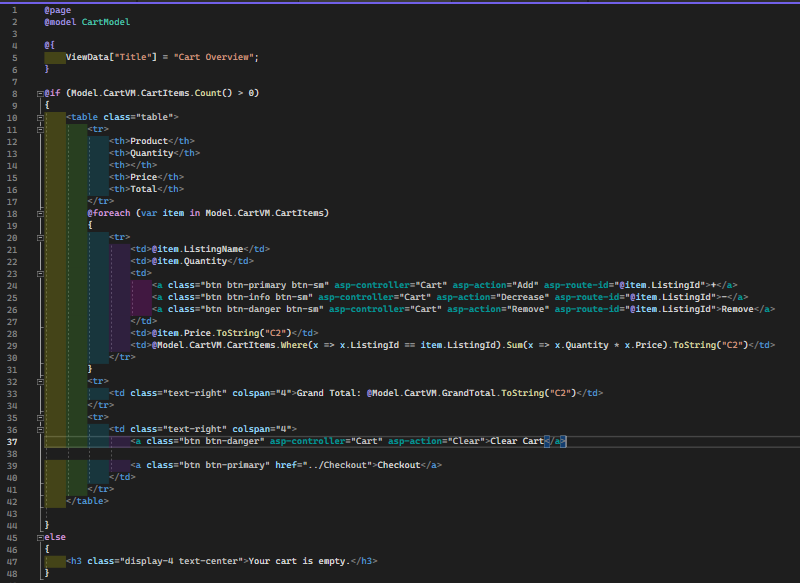 1 @page
2 @model CartModel
3
4 @{
5 ViewData["Title"] = "Cart Overview";
6 }
7
8 @if (Model.CartVM.CartItems.Count() > 0)
9 {
10 <table class="table">
11 <tr>
12 <th>Product</th>
13 <th>Quantity</th>
14 <th></th>
15 <th>Price</th>
16 <th>Total</th>
17 </tr>
18 @foreach (var item in Model.CartVM.CartItems)
19 {
20 <tr>
21 <td>@item.ListingName</td>
22 <td>@item.Quantity</td>
23 <td>
24 <a class="btn btn-primary btn-sm" asp-controller="Cart" asp-action="Add" asp-route-id="@item.ListingId">+</a>
25 <a class="btn btn-info btn-sm" asp-controller="Cart" asp-action="Decrease" asp-route-id="@item.ListingId">-</a>
26 <a class="btn btn-danger btn-sm" asp-controller="Cart" asp-action="Remove" asp-route-id="@item.ListingId">Remove</a>
27 </td>
28 <td>@item.Price.ToString("C2")</td>
29 <td>@Model.CartVM.CartItems.Where(x => x.ListingId == item.ListingId).Sum(x => x.Quantity * x.Price).ToString("C2")</td>
30 </tr>
31 }
32 <tr>
33 <td class="text-right" colspan="4">Grand Total: @Model.CartVM.GrandTotal.ToString("C2")</td>
34 </tr>
35 <tr>
36 <td class="text-right" colspan="4">
37 <a class="btn btn-danger" asp-controller="Cart" asp-action="Clear">Clear Cart</a>
38
39 <a class="btn btn-primary" href="../Checkout">Checkout</a>
40 </td>
41 </tr>
42 </table>
43
44 }
45 else
46 {
47 <h3 class="display-4 text-center">Your cart is empty.</h3>
48 }